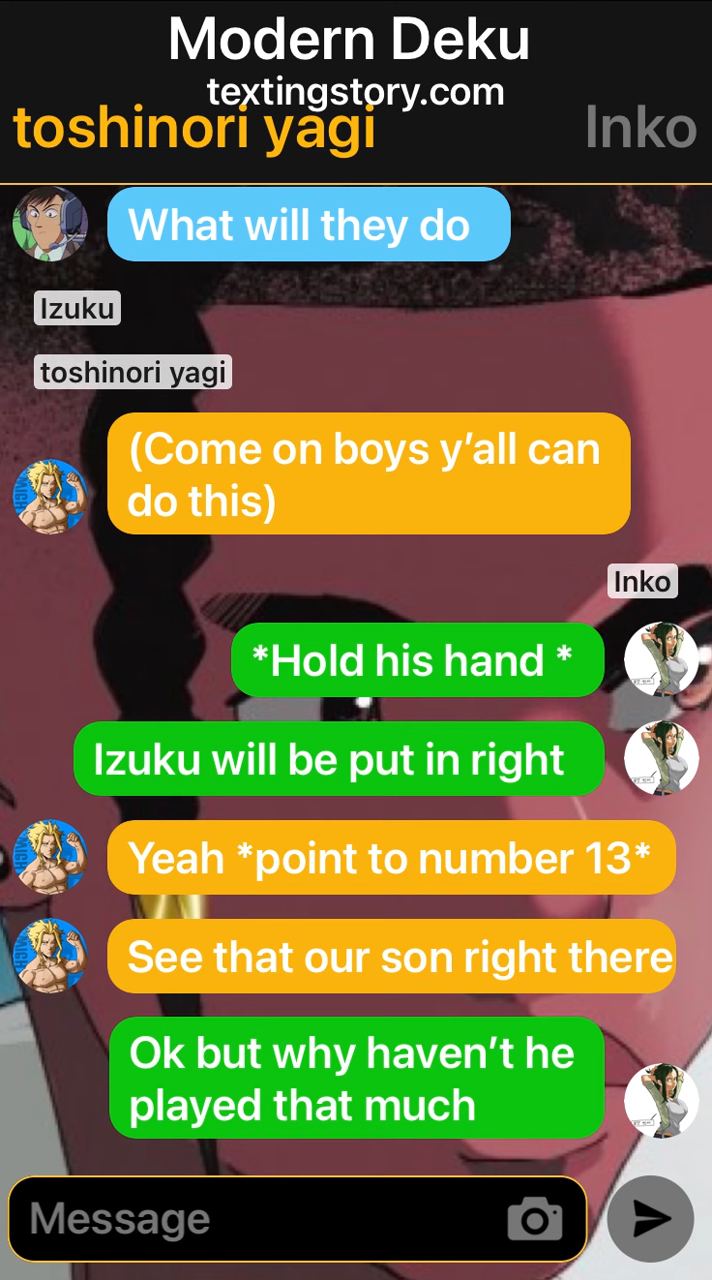 Modern Deku
textingstory.com
toshinori yagi
Inko
What will they do
Izuku
toshinori yagi
(Come on boys y’all can
do this)
Inko
*Hold his hand *
Izuku will be put in right
Yeah *point to number 13*
See that our son right there
Ok but why haven’t he
played that much
Message